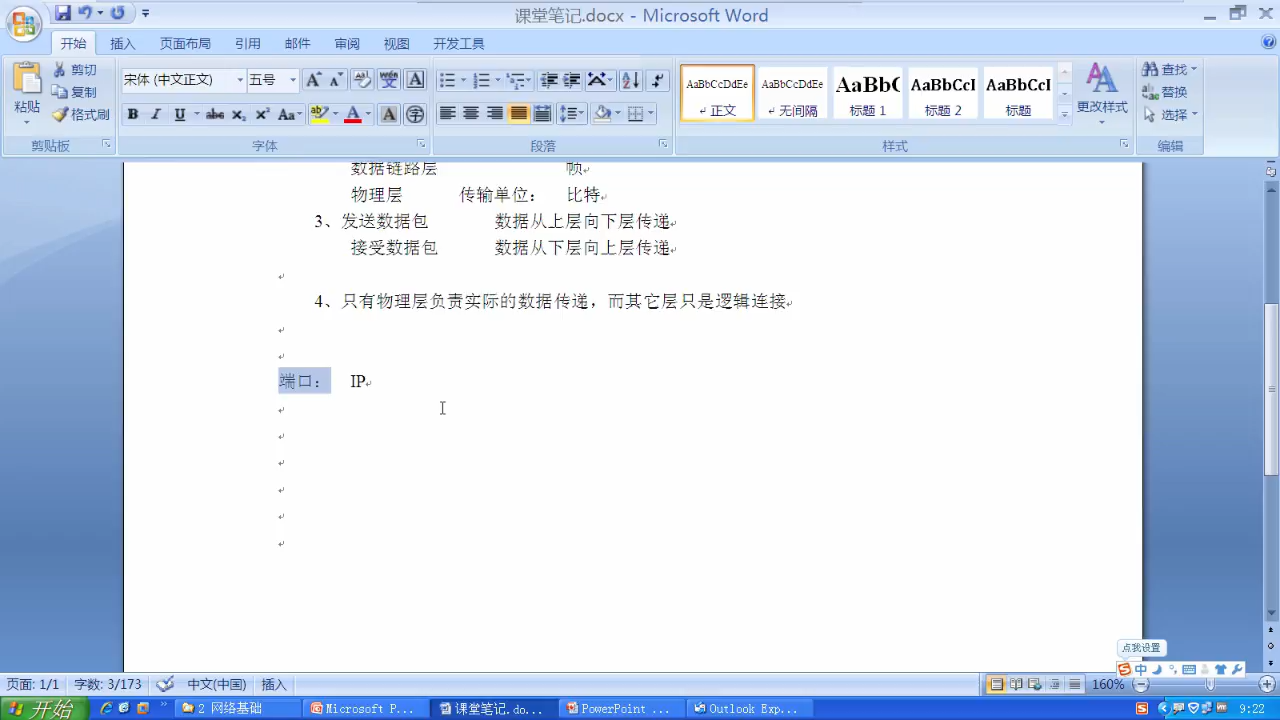 课堂笔记.docx - Microsoft Word
开始 插入 页面布局 引用 邮件 审阅 视图 开发工具
粘贴 剪切 复制 格式刷 剪贴板
宋体 (中文正文) 五号
字体
段落
AaBbCcDdEe AaBbCcDdEe AaBbC AaBbCcI AaBbCcI
正文 无间隔 标题 1 标题 2 标题
更改样式
样式
查找
替换
选择
编辑
数据链路层 帧
物理层 传输单位： 比特
3、发送数据包 数据从上层向下层传递
接受数据包 数据从下层向上层传递
4、只有物理层负责实际的数据传递，而其它层只是逻辑连接
端口： IP
点我设置
中
页面: 1/1 字数: 3/173 中文(中国) 插入 160%
开始 2 网络基础 Microsoft P... 课堂笔记.do... PowerPoint ... Outlook Exp... 9:22